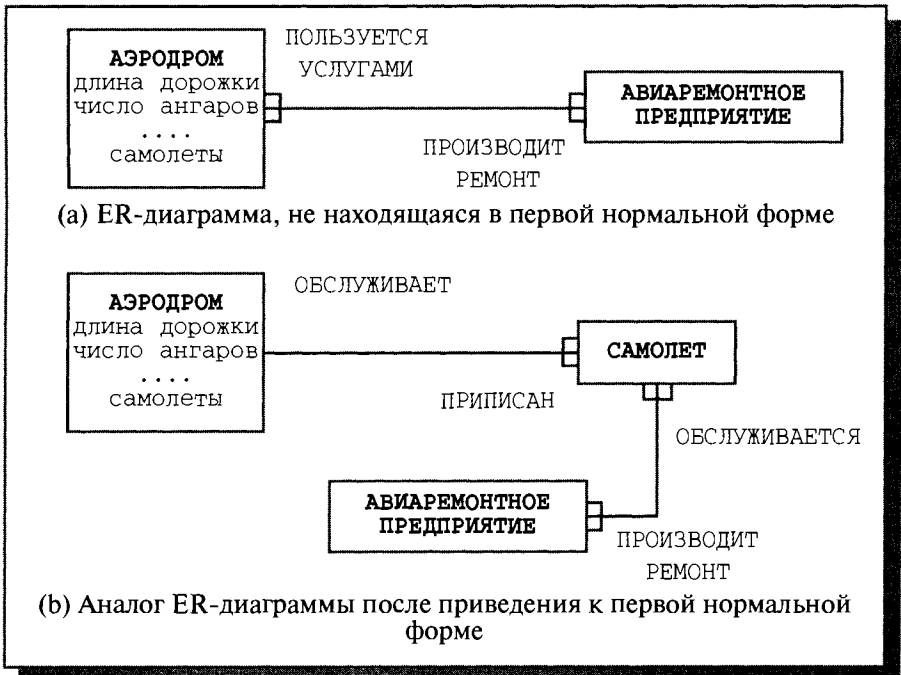 ПОЛЬЗУЕТСЯ
УСЛУГАМИ
АЭРОДРОМ
длина дорожки
число ангаров
....
самолеты
АВИАРЕМОНТНОЕ
ПРЕДПРИЯТИЕ
ПРОИЗВОДИТ
РЕМОНТ
(a) ER-диаграмма, не находящаяся в первой нормальной форме
АЭРОДРОМ
длина дорожки
число ангаров
....
самолеты
ОБСЛУЖИВАЕТ
САМОЛЕТ
ПРИПИСАН
ОБСЛУЖИВАЕТСЯ
АВИАРЕМОНТНОЕ
ПРЕДПРИЯТИЕ
ПРОИЗВОДИТ
РЕМОНТ
(b) Аналог ER-диаграммы после приведения к первой нормальной
форме